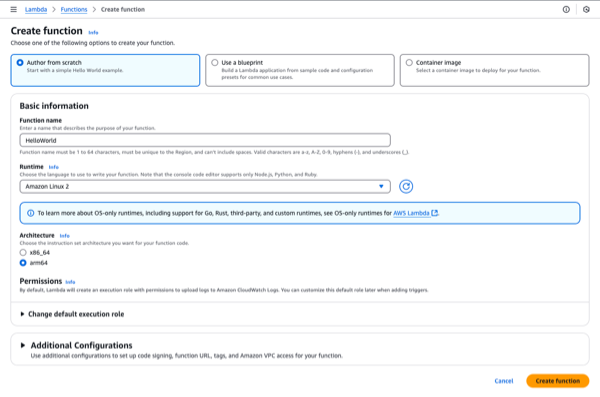 Lambda > Functions > Create function
Create function Info
Choose one of the following options to create your function.
Author from scratch
Start with a simple Hello World example.
Use a blueprint
Build a Lambda application from sample code and configuration
presets for common use cases.
Container image
Select a container image to deploy for your function.
Basic information
Function name
Enter a name that describes the purpose of your function.
HelloWorld
Function name must be 1 to 64 characters, must be unique to the Region, and can't include spaces. Valid characters are a-z, A-Z, 0-9, hyphens (-), and underscores (_).
Runtime Info
Choose the language to use to write your function. Note that the console code editor supports only Node.js, Python, and Ruby.
Amazon Linux 2
To learn more about OS-only runtimes, including support for Go, Rust, third-party, and custom runtimes, see OS-only runtimes for AWS Lambda.
Architecture Info
Choose the instruction set architecture you want for your function code.
x86_64
arm64
Permissions Info
By default, Lambda will create an execution role with permissions to upload logs to Amazon CloudWatch Logs. You can customize this default role later when adding triggers.
Change default execution role
Additional Configurations
Use additional configurations to set up code signing, function URL, tags, and Amazon VPC access for your function.
Cancel
Create function